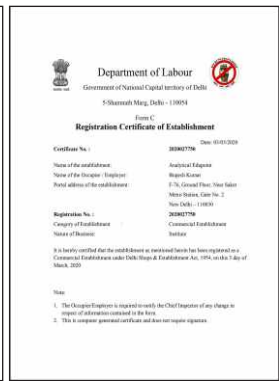 Department of Labour
Government of National Capital territory of Delhi
5-Shamnath Marg, Delhi - 110054
Form C
Registration Certificate of Establishment
Date: 03/03/2020
Certificate No. : 2020027750
Name of the establishment: Analytical Edupoint
Name of the Occupier / Employer: Brajesh Kumar
Postal address of the establishment: F-76, Ground Floor, Near Saket
Metro Station, Gate No. 2
New Delhi - 110030
Registration No. : 2020027750
Category of Establishment : Commercial Establishment
Nature of Business: Institute
It is hereby certified that the establishment as mentioned herein has been registered as a
Commercial Establishment under Delhi Shops & Establishment Act, 1954, on this 3 day of
March, 2020
Note:
1. The Occupier/Employer is required to notify the Chief Inspector of any change in
respect of information contained in the form.
2. This is computer generated certificate and does not require signature.